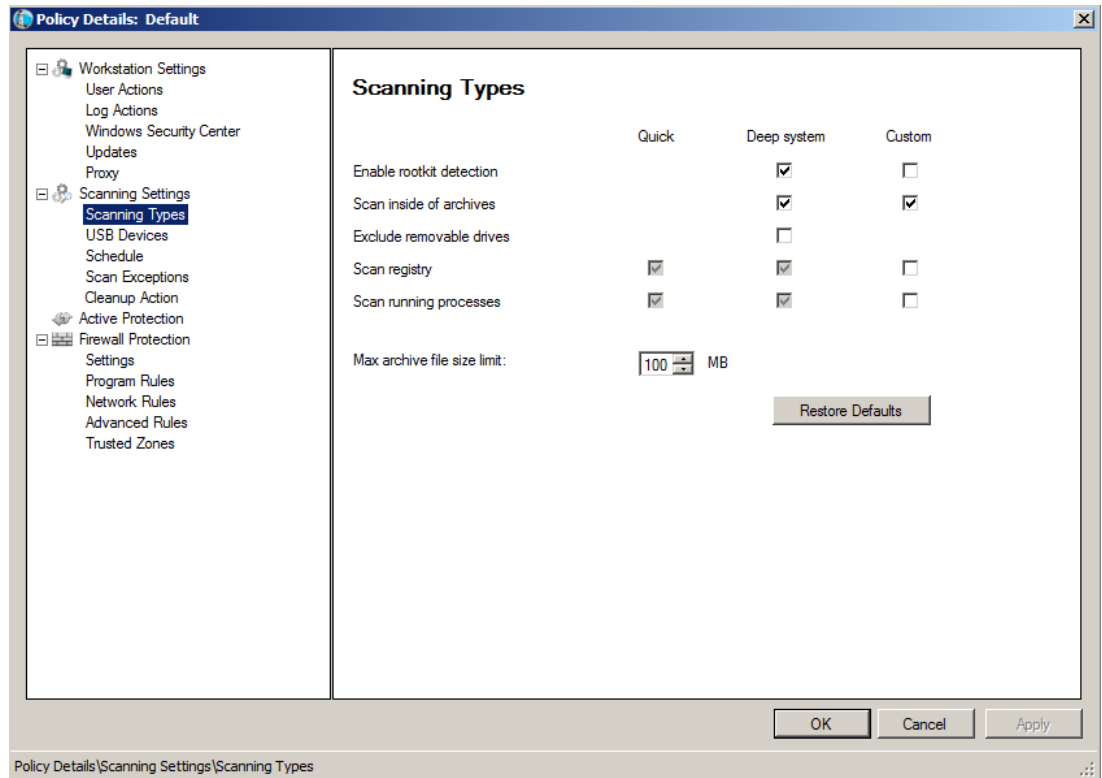 Policy Details: Default
Workstation Settings
User Actions
Log Actions
Windows Security Center
Updates
Proxy
Scanning Settings
Scanning Types
USB Devices
Schedule
Scan Exceptions
Cleanup Action
Active Protection
Firewall Protection
Settings
Program Rules
Network Rules
Advanced Rules
Trusted Zones
Scanning Types
Quick Deep system Custom
Enable rootkit detection
Scan inside of archives
Exclude removable drives
Scan registry
Scan running processes
Max archive file size limit: 100 MB
Restore Defaults
OK Cancel Apply
Policy Details\Scanning Settings\Scanning Types